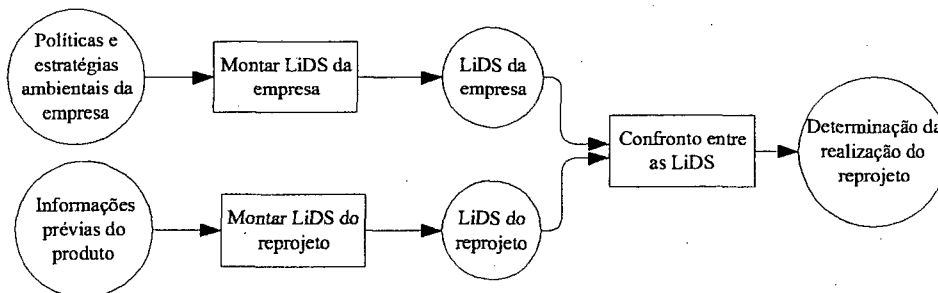 Políticas e
estratégias
ambientais da
empresa
Montar LiDS da
empresa
LiDS da
empresa
Informações
prévias do
produto
Montar LiDS do
reprojeto
LiDS do
reprojeto
Confronto entre
as LiDS
Determinação da
realização do
reprojeto